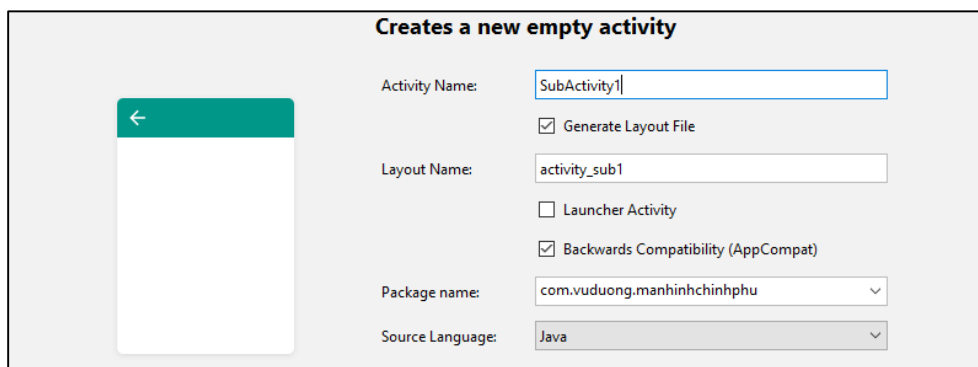 Creates a new empty activity
Activity Name: SubActivity1
Generate Layout File
Layout Name: activity_sub1
Launcher Activity
Backwards Compatibility (AppCompat)
Package name: com.vuduong.manhinhchinhphu
Source Language: Java